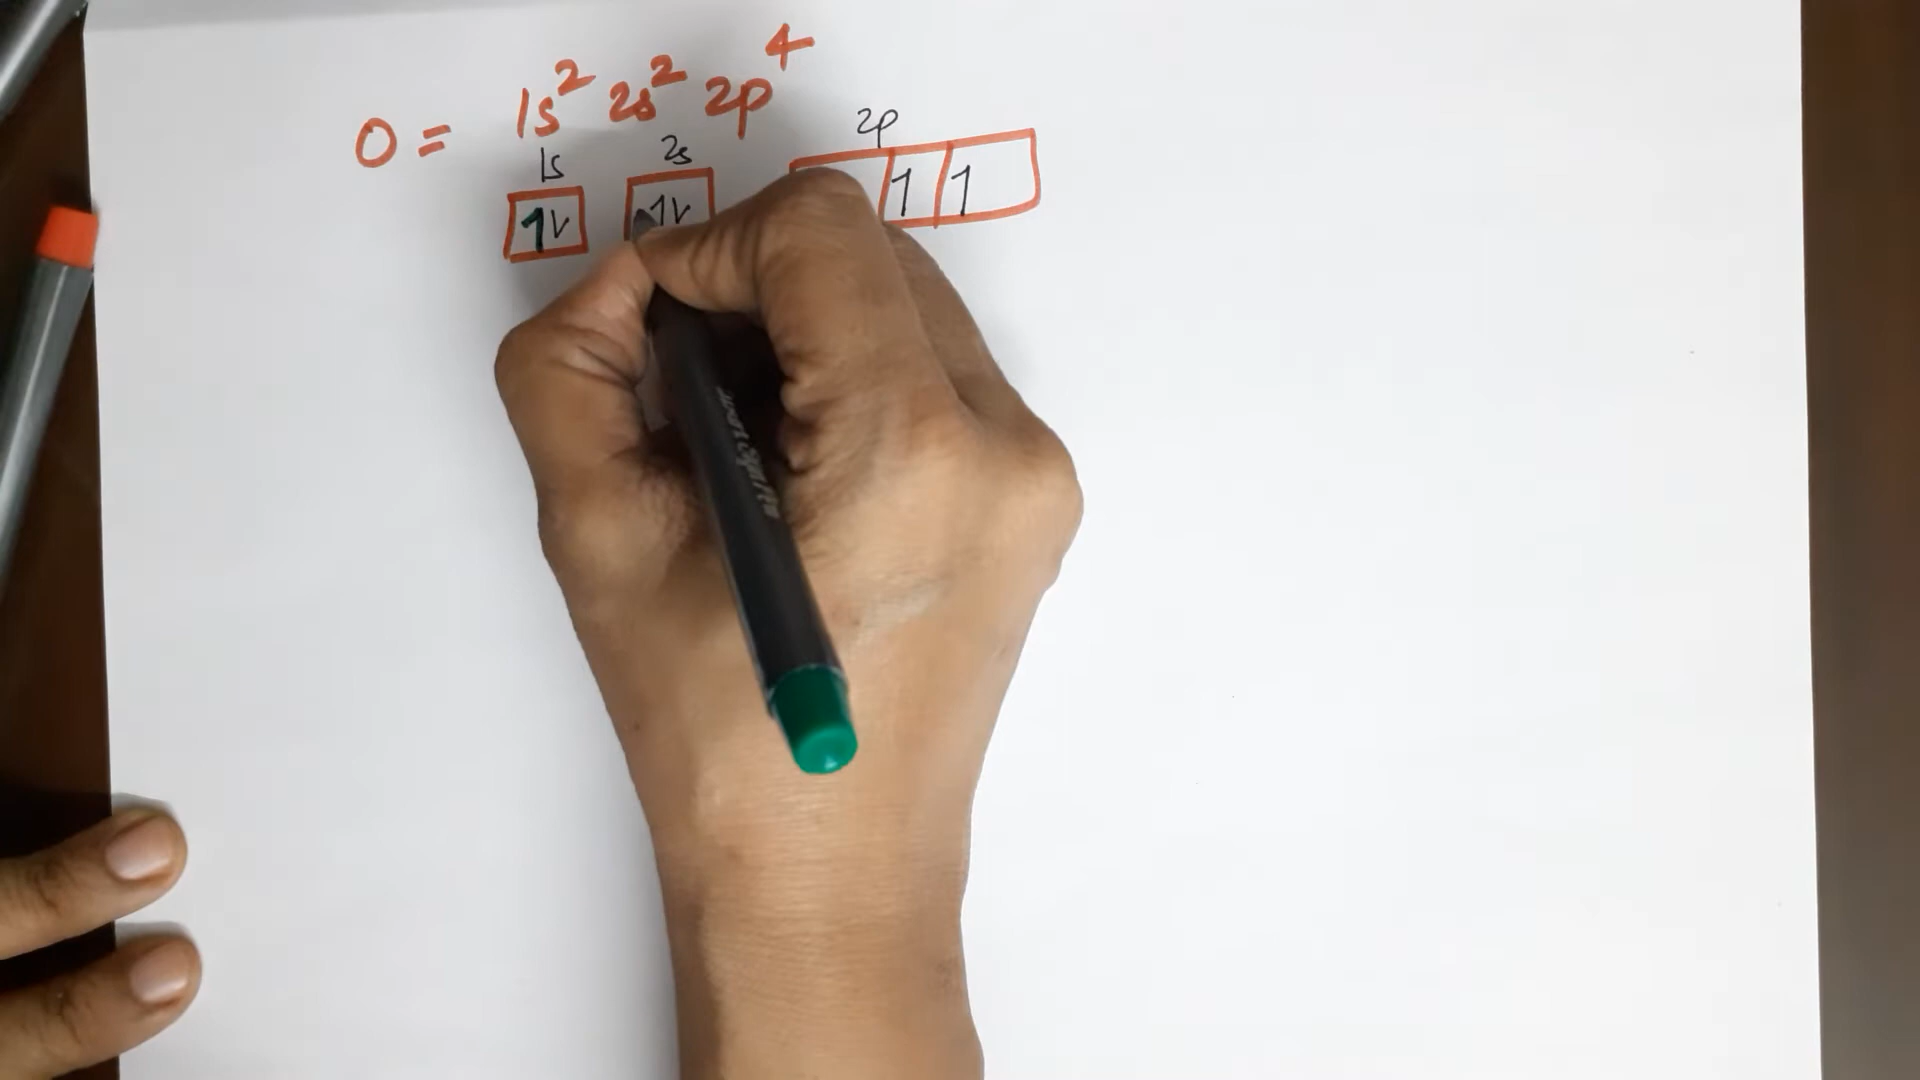 O = 1s² 2s² 2p⁴
1s 2s 2p
1 1 1 1